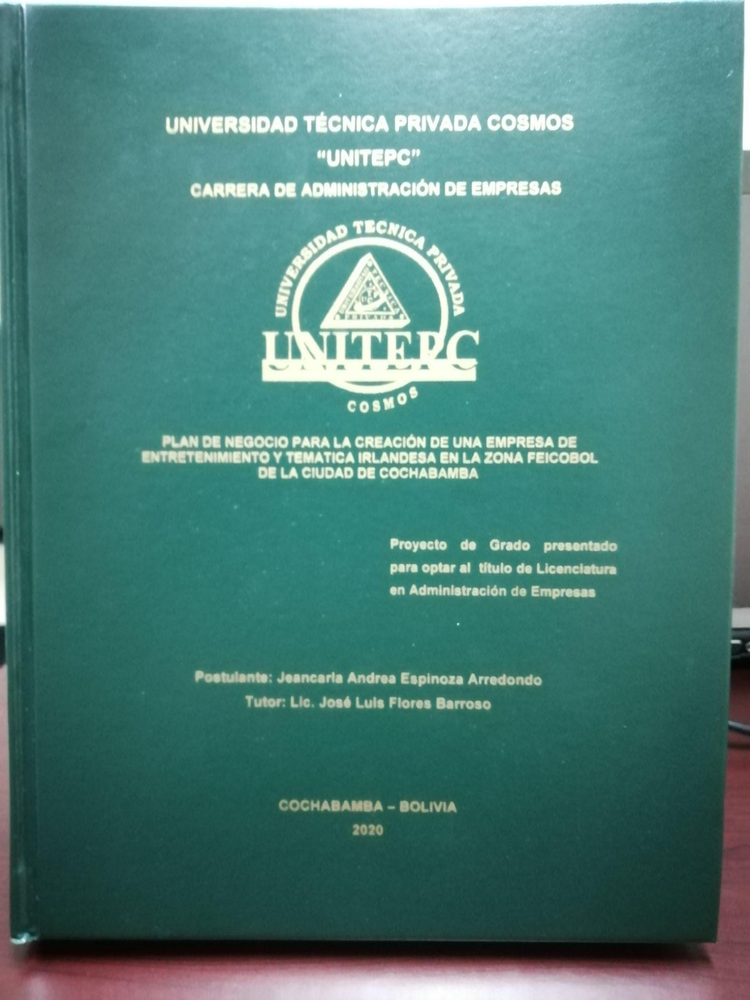 UNIVERSIDAD TÉCNICA PRIVADA COSMOS
“UNITEPC”
CARRERA DE ADMINISTRACIÓN DE EMPRESAS
UNIVERSIDAD TECNICA PRIVADA
UNIVERSIDAD TECNICA
PRIVADA
UNITEPC
COSMOS
PLAN DE NEGOCIO PARA LA CREACIÓN DE UNA EMPRESA DE
ENTRETENIMIENTO Y TEMATICA IRLANDESA EN LA ZONA FEICOBOL
DE LA CIUDAD DE COCHABAMBA
Proyecto de Grado presentado
para optar al título de Licenciatura
en Administración de Empresas
Postulante: Jeancarla Andrea Espinoza Arredondo
Tutor: Lic. José Luis Flores Barroso
COCHABAMBA – BOLIVIA
2020